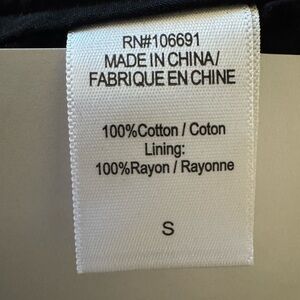 RN#106691
MADE IN CHINA/
FABRIQUE EN CHINE
100%Cotton / Coton
Lining:
100%Rayon / Rayonne
S